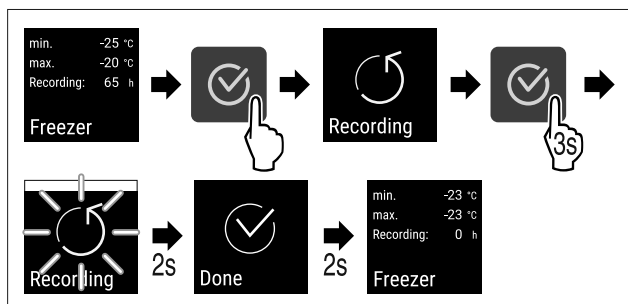 min. -25 °C
max. -20 °C
Recording: 65 h
Freezer
Recording
3s
Recording
2s
Done
2s
min. -23 °C
max. -23 °C
Recording: 0 h
Freezer